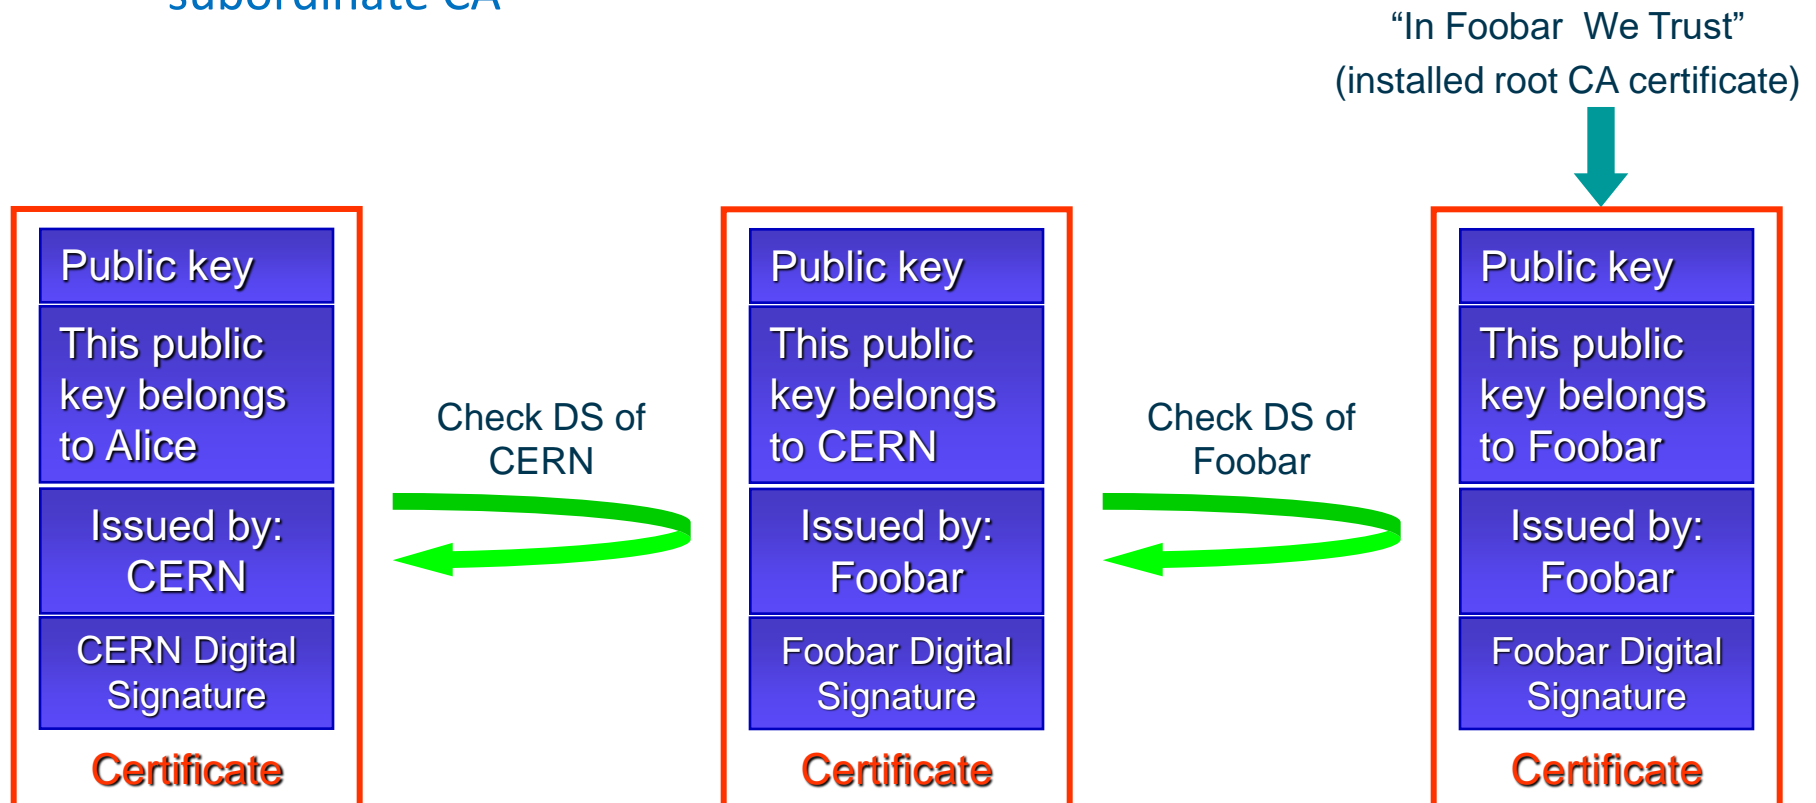 subordinate CA
“In Foobar We Trust”
(installed root CA certificate)
Public key
This public
key belongs
to Alice
Issued by:
CERN
CERN Digital
Signature
Certificate
Check DS of
CERN
Public key
This public
key belongs
to CERN
Issued by:
Foobar
Foobar Digital
Signature
Certificate
Check DS of
Foobar
Public key
This public
key belongs
to Foobar
Issued by:
Foobar
Foobar Digital
Signature
Certificate